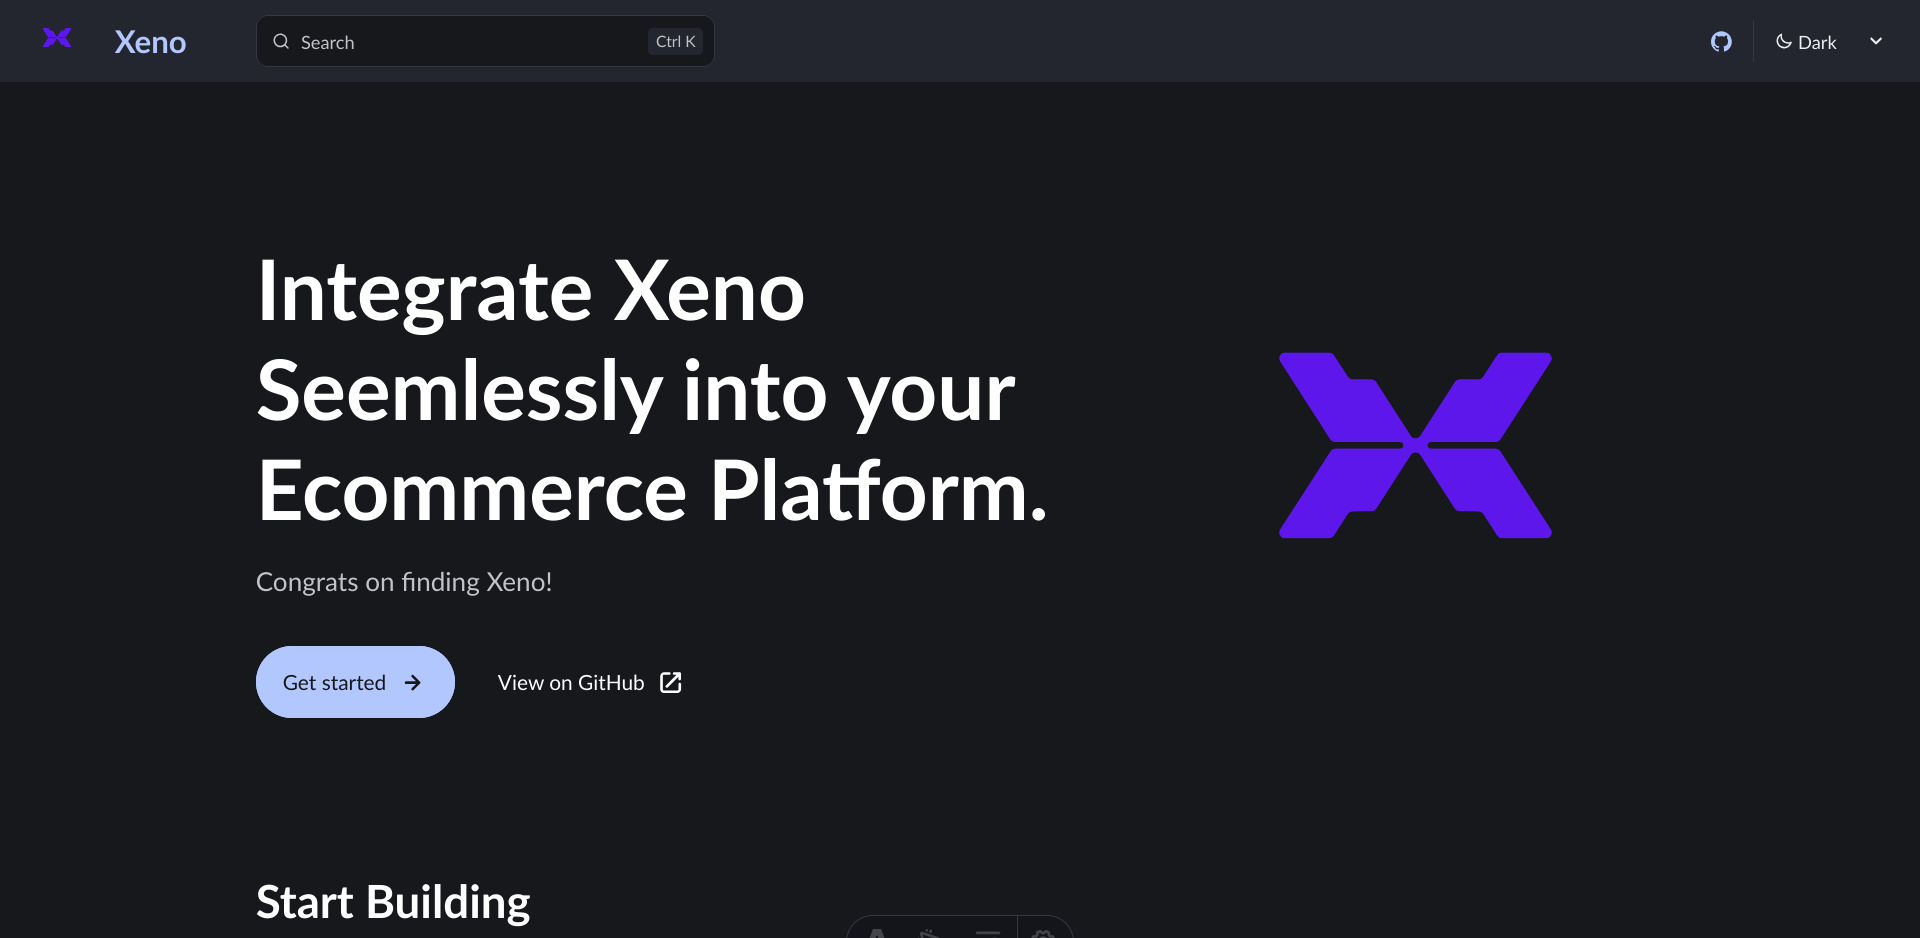 Xeno
Search
Ctrl K
Dark
Integrate Xeno
Seemlessly into your
Ecommerce Platform.
Congrats on finding Xeno!
Get started
View on GitHub
Start Building